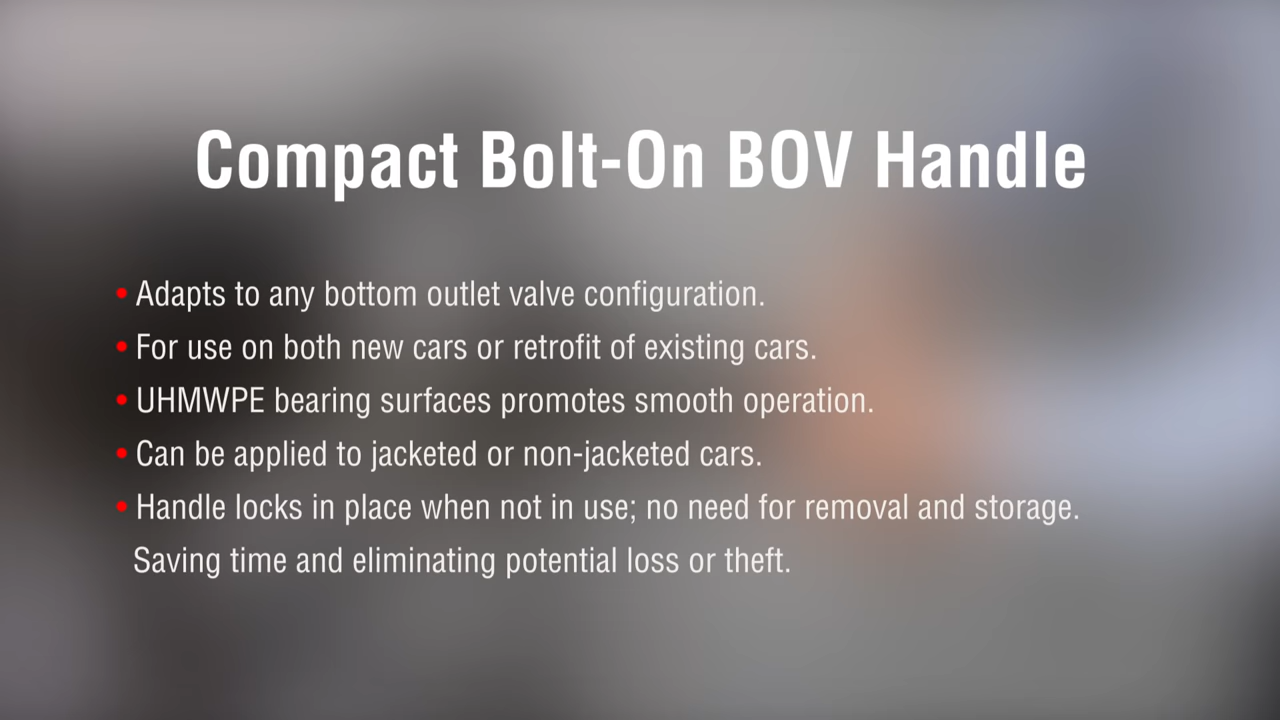 Compact Bolt-On BOV Handle
• Adapts to any bottom outlet valve configuration.
• For use on both new cars or retrofit of existing cars.
• UHMWPE bearing surfaces promotes smooth operation.
• Can be applied to jacketed or non-jacketed cars.
• Handle locks in place when not in use; no need for removal and storage.
Saving time and eliminating potential loss or theft.